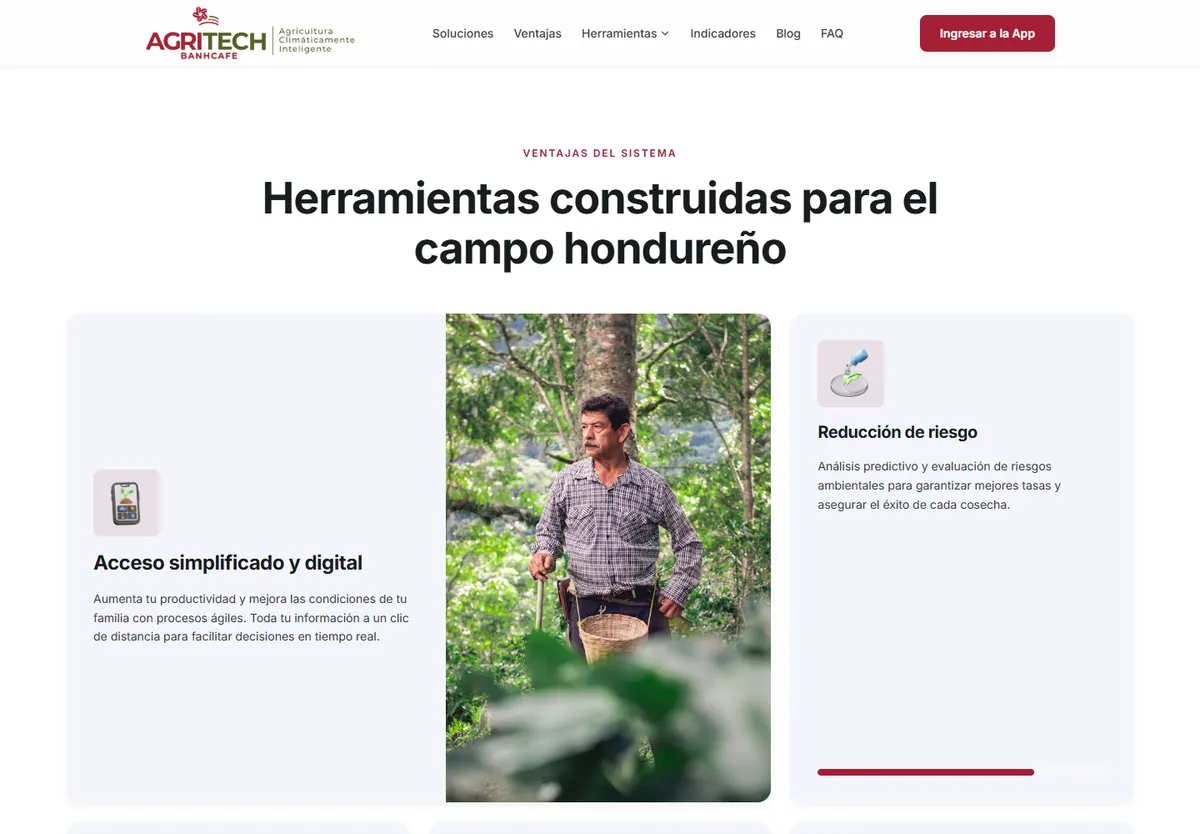 AGRITECH
BANHCAFE
Agricultura
Climáticamente
Inteligente
Soluciones
Ventajas
Herramientas
Indicadores
Blog
FAQ
Ingresar a la App
VENTAJAS DEL SISTEMA
Herramientas construidas para el
campo hondureño
Acceso simplificado y digital
Aumenta tu productividad y mejora las condiciones de tu
familia con procesos ágiles. Toda tu información a un clic
de distancia para facilitar decisiones en tiempo real.
Reducción de riesgo
Análisis predictivo y evaluación de riesgos
ambientales para garantizar mejores tasas y
asegurar el éxito de cada cosecha.